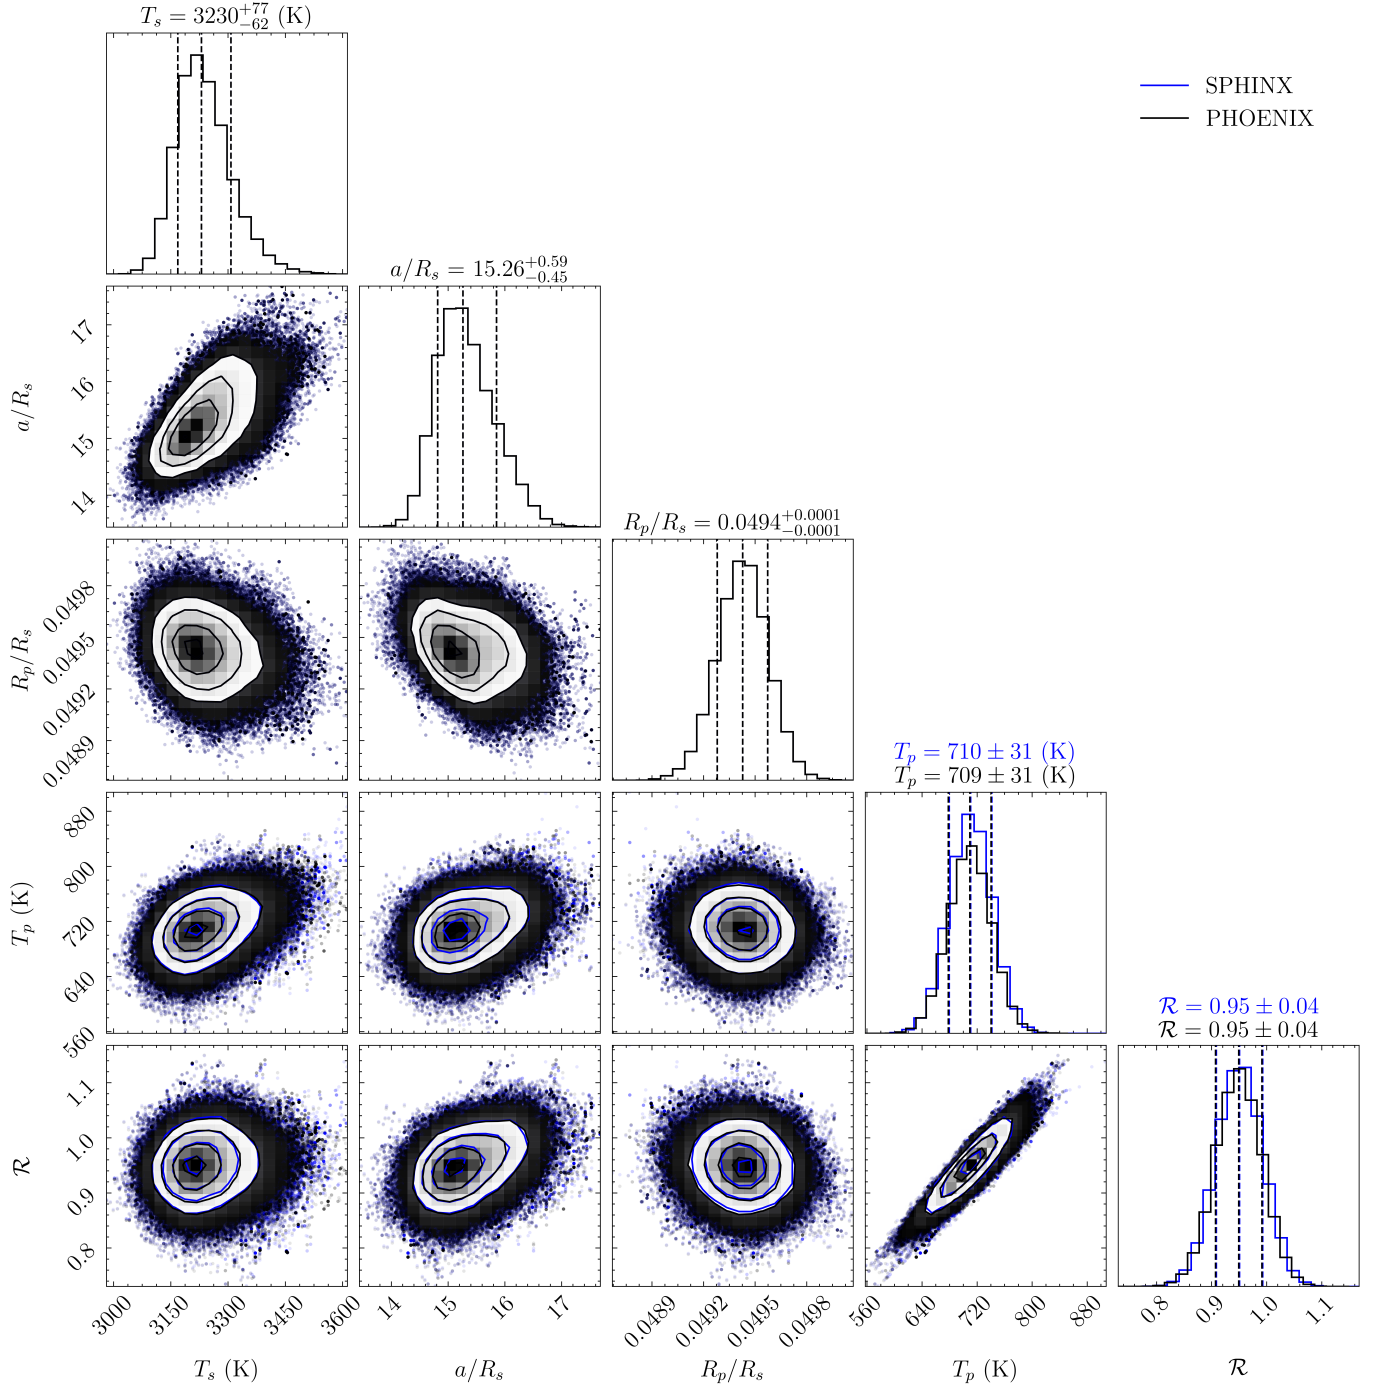 T_s = 3230^{+77}_{-62} (K)
SPHINX
PHOENIX
a/R_s = 15.26^{+0.59}_{-0.45}
17
16
15
14
a/R_s
R_p/R_s = 0.0494^{+0.0001}_{-0.0001}
0.0498
0.0495
0.0492
0.0489
R_p/R_s
T_p = 710 ± 31 (K)
T_p = 709 ± 31 (K)
880
800
720
640
560
T_p (K)
ℛ = 0.95 ± 0.04
ℛ = 0.95 ± 0.04
1.1
1.0
0.9
0.8
ℛ
3000 3150 3300 3450 3600 14 15 16 17 0.0489 0.0492 0.0495 0.0498 560 640 720 800 880 0.8 0.9 1.0 1.1
T_s (K) a/R_s R_p/R_s T_p (K) ℛ